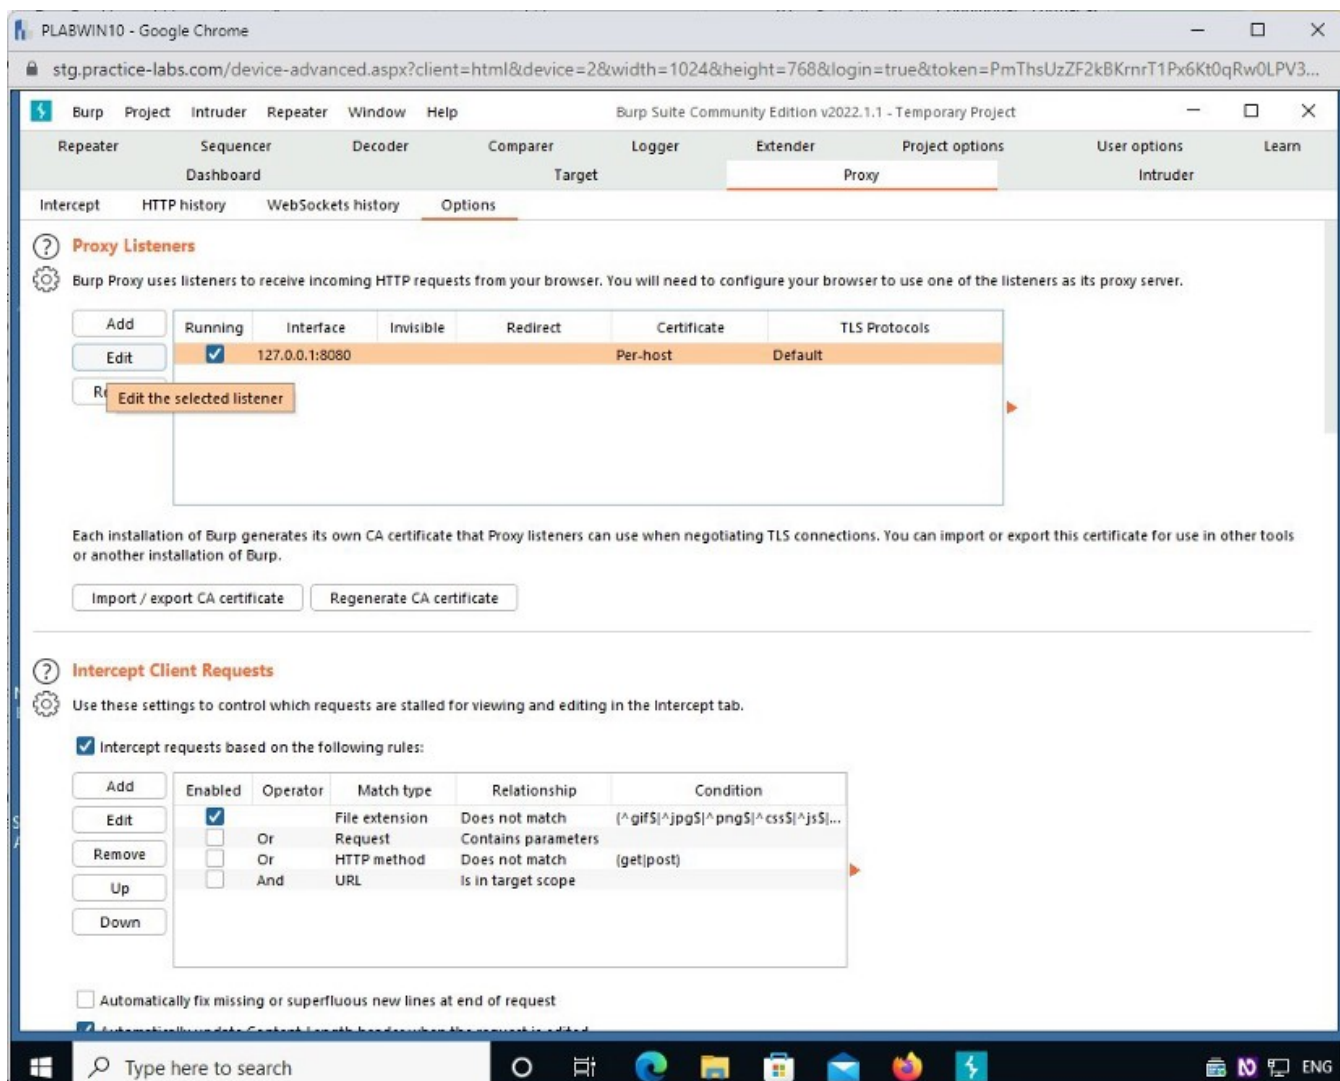 PLABWIN10 - Google Chrome
stg.practice-labs.com/device-advanced.aspx?client=html&device=2&width=1024&height=768&login=true&token=PmThsUzZF2kBKrnrT1Px6Kt0qRw0LPV3...
Burp Project Intruder Repeater Window Help Burp Suite Community Edition v2022.1.1 - Temporary Project
Repeater Sequencer Decoder Comparer Logger Extender Project options User options Learn
Dashboard Target Proxy Intruder
Intercept HTTP history WebSockets history Options
Proxy Listeners
Burp Proxy uses listeners to receive incoming HTTP requests from your browser. You will need to configure your browser to use one of the listeners as its proxy server.
Add Running Interface Invisible Redirect Certificate TLS Protocols
Edit 127.0.0.1:8080 Per-host Default
Edit the selected listener
Each installation of Burp generates its own CA certificate that Proxy listeners can use when negotiating TLS connections. You can import or export this certificate for use in other tools
or another installation of Burp.
Import / export CA certificate Regenerate CA certificate
Intercept Client Requests
Use these settings to control which requests are stalled for viewing and editing in the Intercept tab.
Intercept requests based on the following rules:
Add Enabled Operator Match type Relationship Condition
Edit File extension Does not match (^gif$|^jpg$|^png$|^css$|^js$|...
Or Request Contains parameters
Remove Or HTTP method Does not match (get|post)
Up And URL Is in target scope
Down
Automatically fix missing or superfluous new lines at end of request
Automatically update Content-Length header when the request is edited
Type here to search ENG